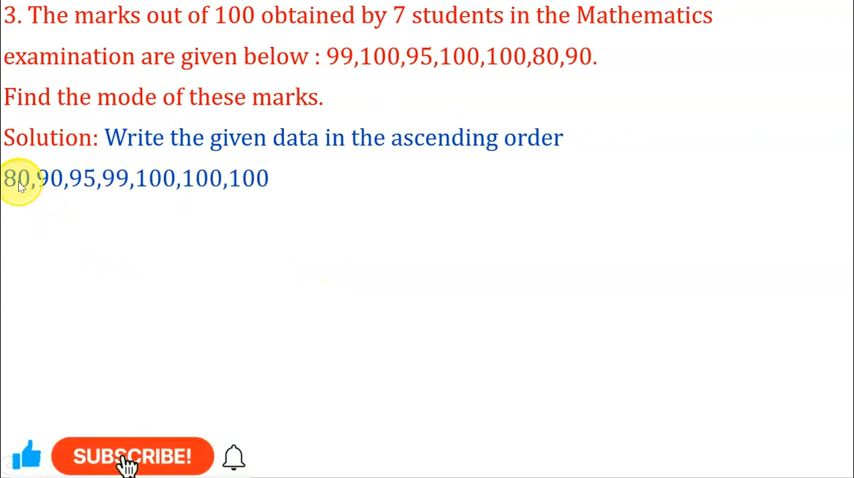 3. The marks out of 100 obtained by 7 students in the Mathematics
examination are given below : 99,100,95,100,100,80,90.
Find the mode of these marks.
Solution: Write the given data in the ascending order
80,90,95,99,100,100,100
SUBSCRIBE!